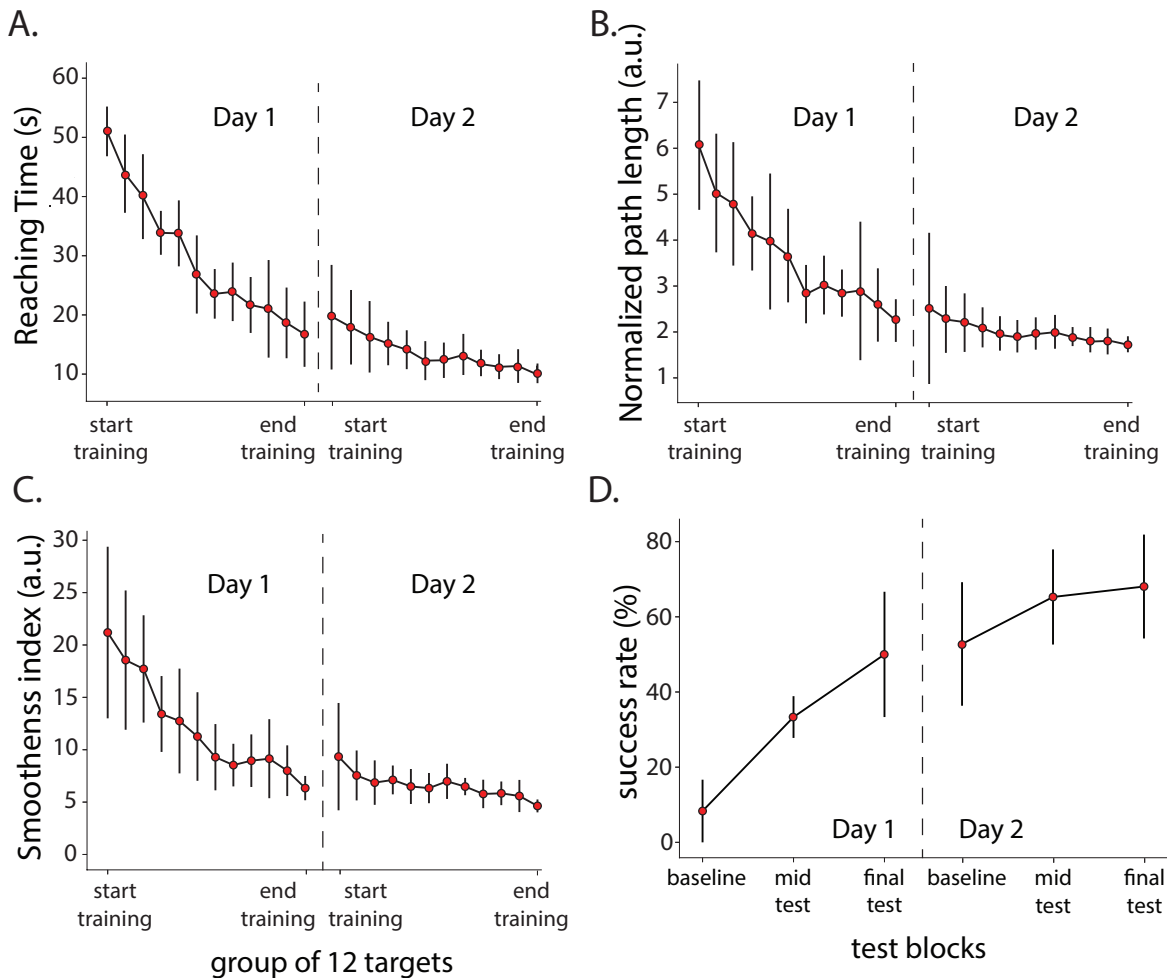 A.
Reaching Time (s)
60
50
40
30
20
10
Day 1
Day 2
start
training
end
training
start
training
end
training
B.
Normalized path length (a.u.)
7
6
5
4
3
2
1
Day 1
Day 2
start
training
end
training
start
training
end
training
C.
Smoothenss index (a.u.)
30
25
20
15
10
5
0
Day 1
Day 2
start
training
end
training
start
training
end
training
group of 12 targets
D.
success rate (%)
80
60
40
20
0
Day 1
Day 2
baseline
mid
test
final
test
baseline
mid
test
final
test
test blocks